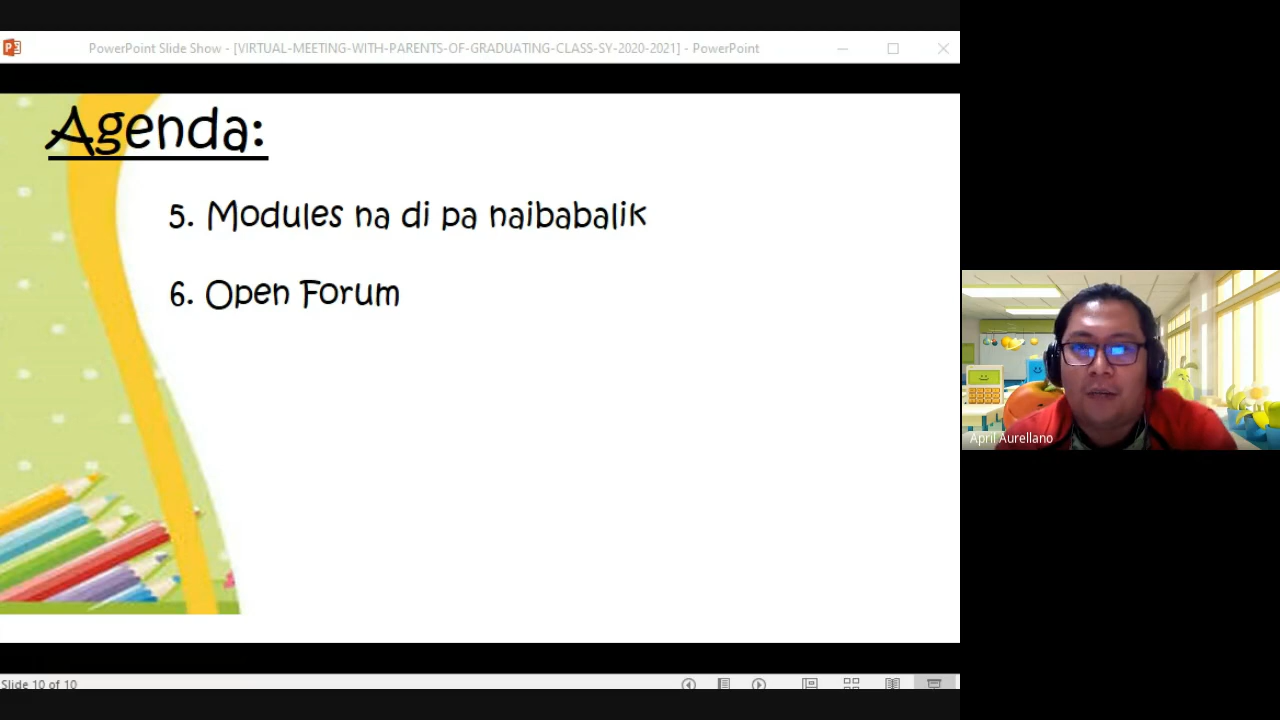 PowerPoint Slide Show - [VIRTUAL-MEETING-WITH-PARENTS-OF-GRADUATING-CLASS-SY-2020-2021] - PowerPoint
Agenda:
5. Modules na di pa naibabalik
6. Open Forum
April Aurellano
Slide 10 of 10